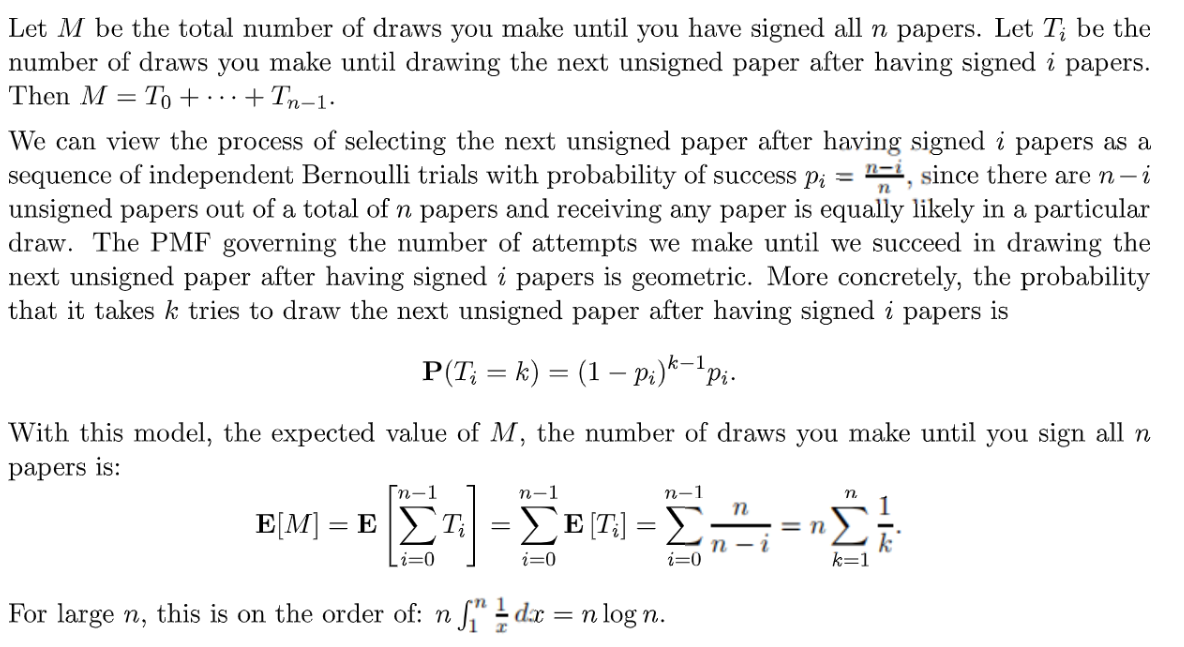 Let M be the total number of draws you make until you have signed all n papers. Let T_i be the
number of draws you make until drawing the next unsigned paper after having signed i papers.
Then M = T_0 + ··· + T_{n−1}.
We can view the process of selecting the next unsigned paper after having signed i papers as a
sequence of independent Bernoulli trials with probability of success p_i = \frac{n−i}{n}, since there are n − i
unsigned papers out of a total of n papers and receiving any paper is equally likely in a particular
draw. The PMF governing the number of attempts we make until we succeed in drawing the
next unsigned paper after having signed i papers is geometric. More concretely, the probability
that it takes k tries to draw the next unsigned paper after having signed i papers is
P(T_i = k) = (1 − p_i)^{k−1} p_i.
With this model, the expected value of M, the number of draws you make until you sign all n
papers is:
E[M] = E [\sum_{i=0}^{n−1} T_i] = \sum_{i=0}^{n−1} E [T_i] = \sum_{i=0}^{n−1} \frac{n}{n − i} = n \sum_{k=1}^{n} \frac{1}{k}.
For large n, this is on the order of: n \int_1^n \frac{1}{x} dx = n log n.